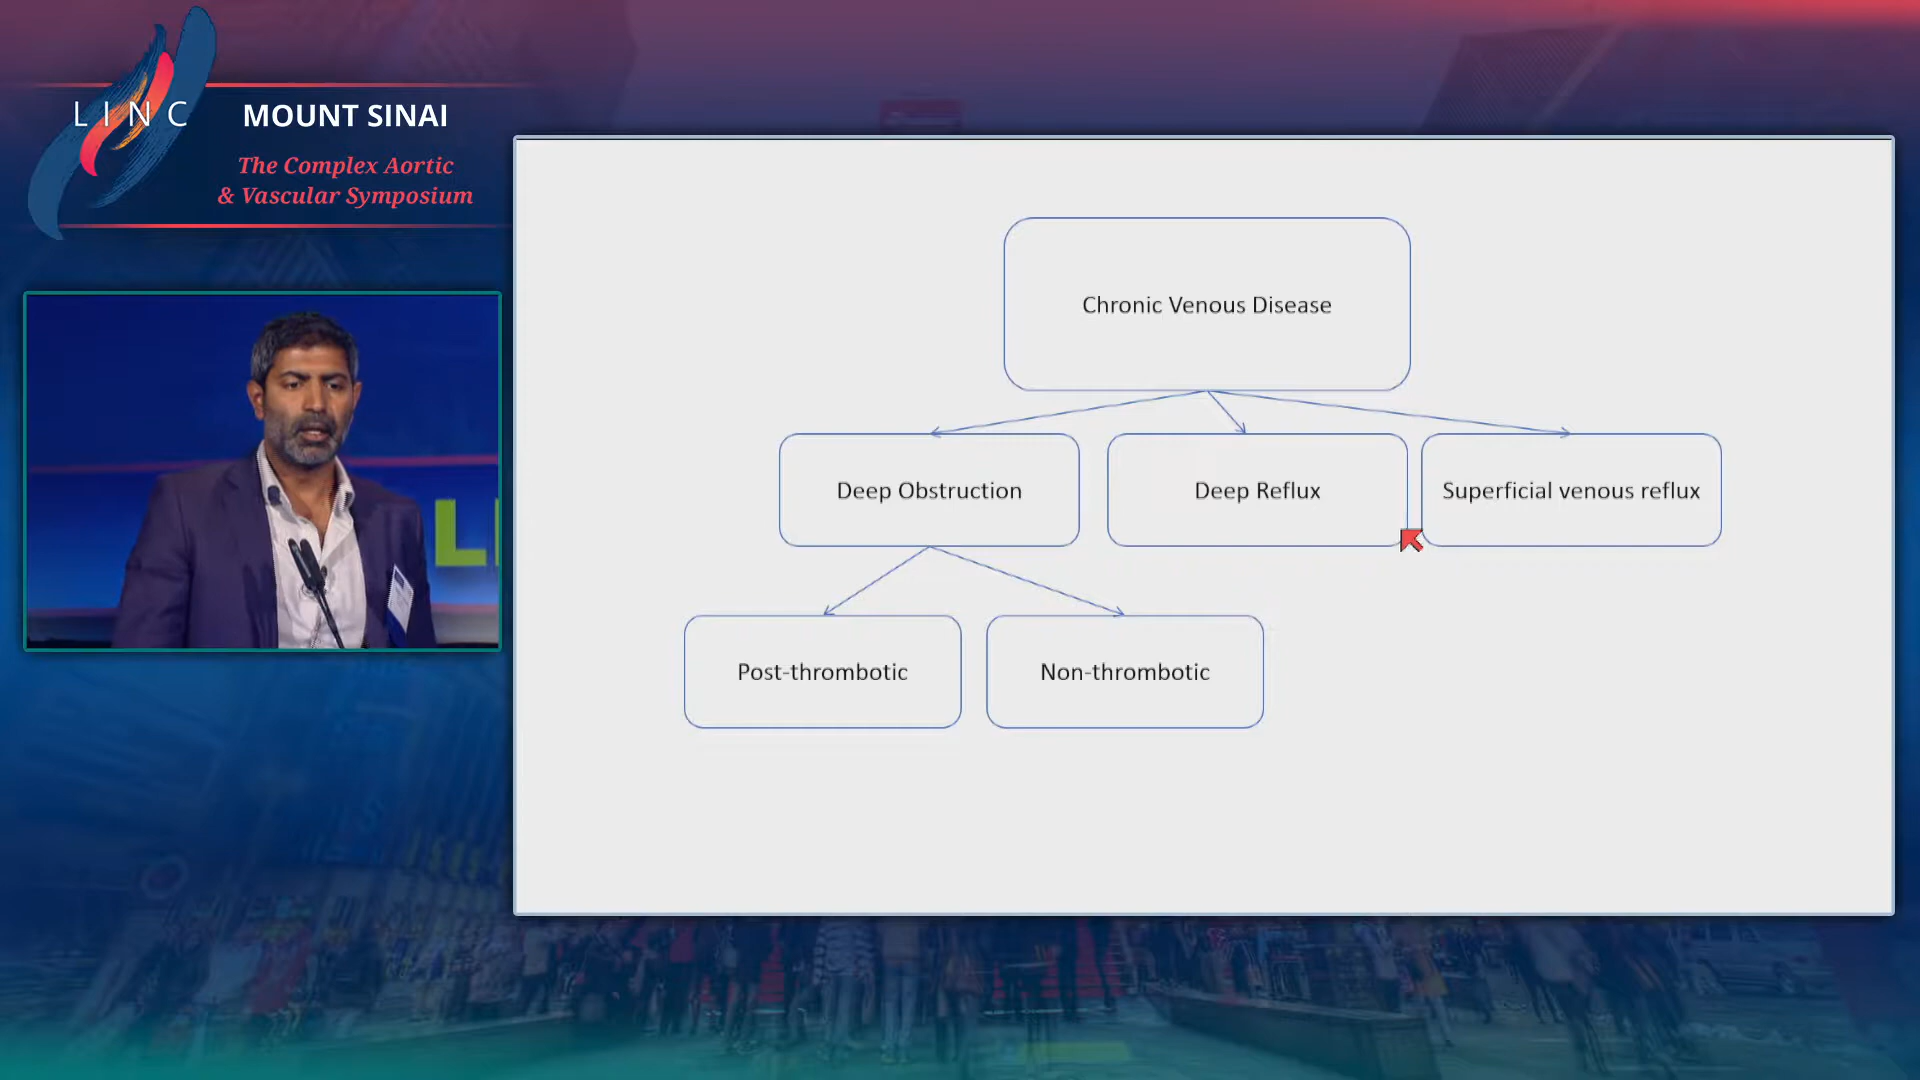 LINC
MOUNT SINAI
The Complex Aortic
& Vascular Symposium
Chronic Venous Disease
Deep Obstruction
Deep Reflux
Superficial venous reflux
Post-thrombotic
Non-thrombotic
LI